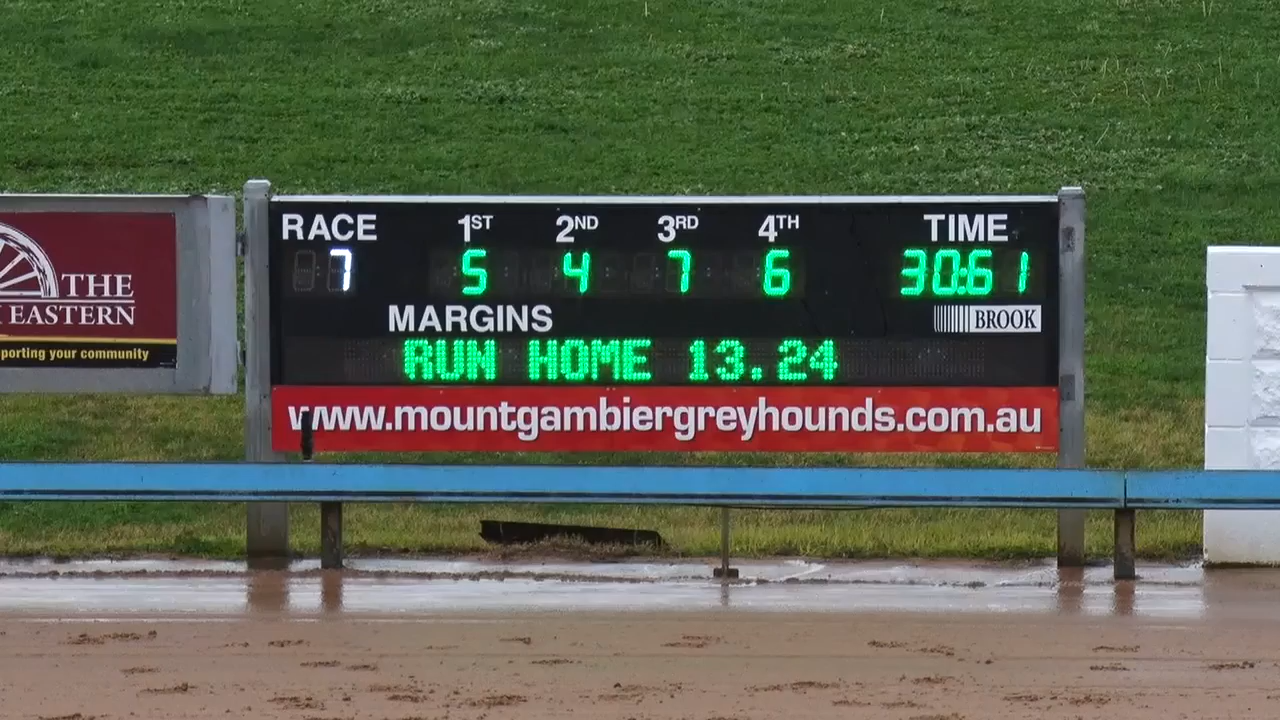 THE
EASTERN
porting your community
RACE 1ST 2ND 3RD 4TH TIME
7 5 4 7 6 30:61
MARGINS BROOK
RUN HOME 13.24
www.mountgambiergreyhounds.com.au